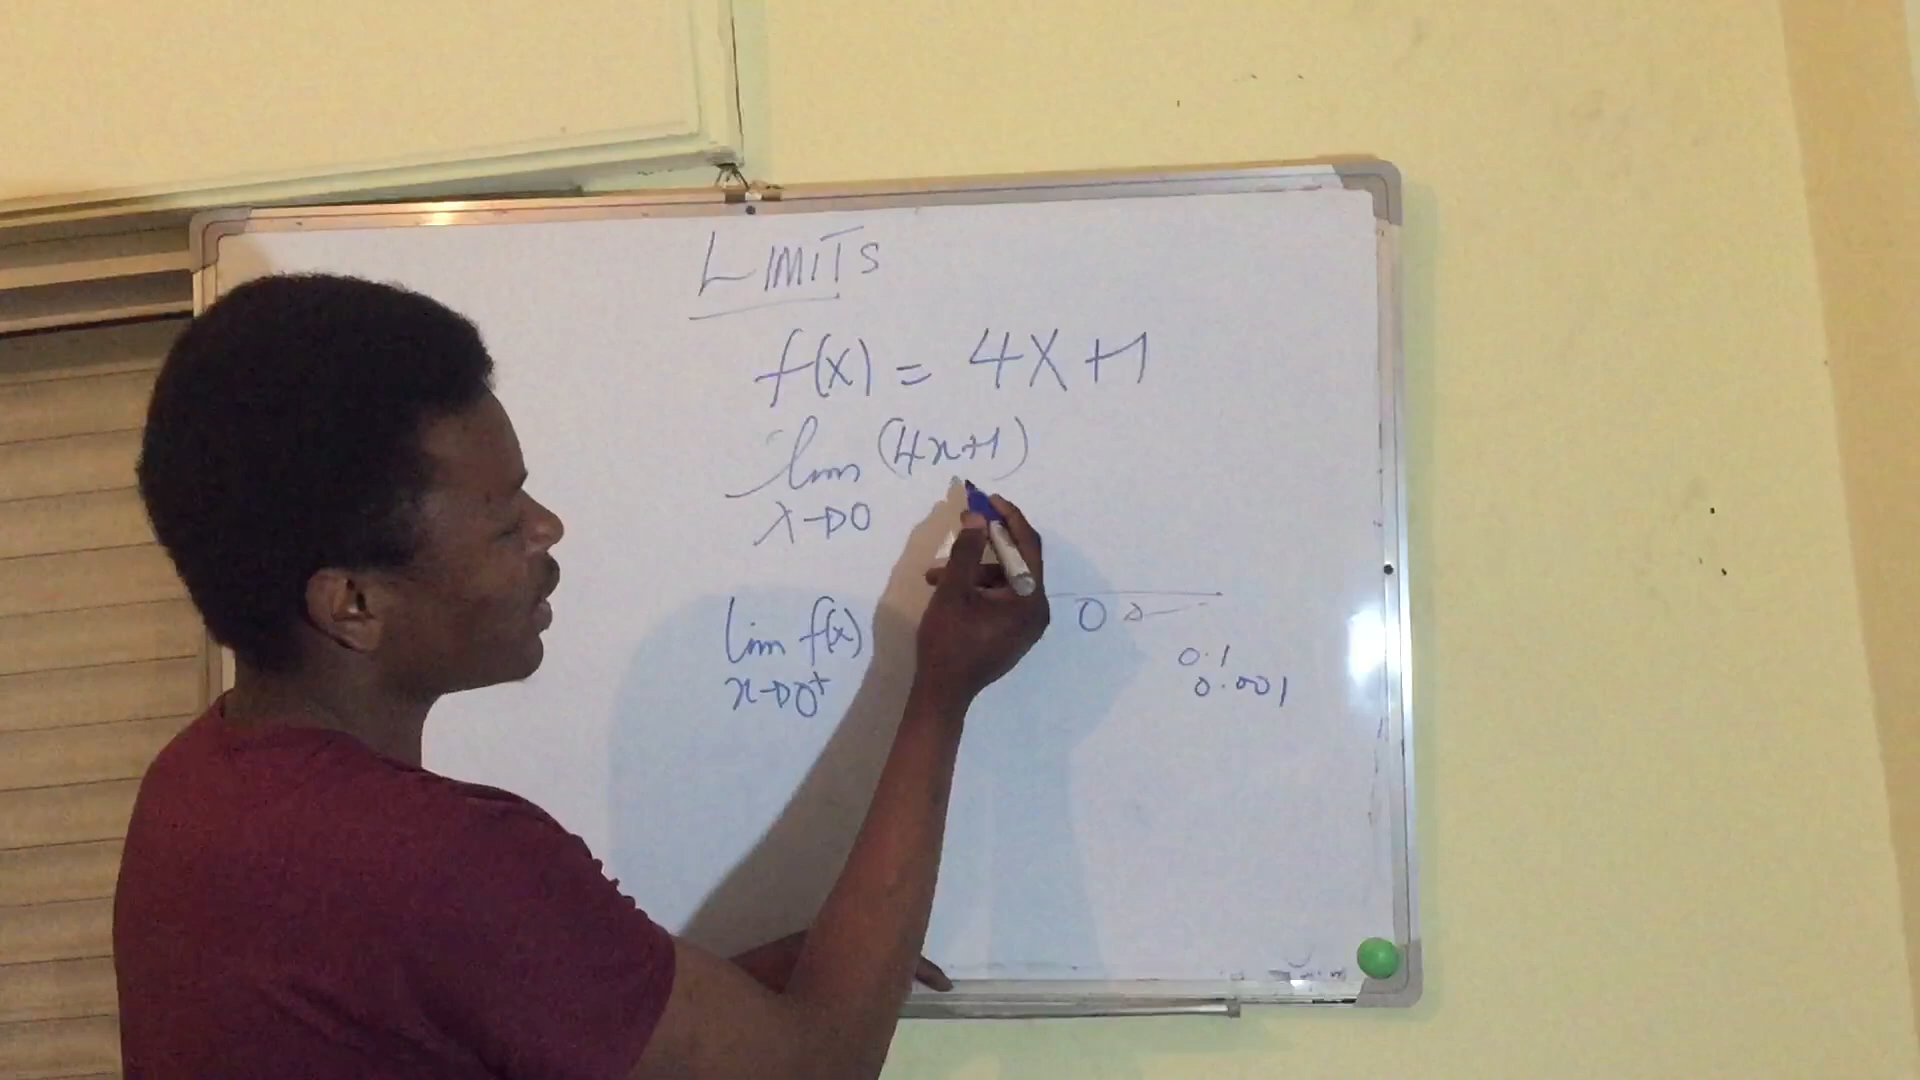 LIMITS
f(x) = 4X+1
lim (4x+1)
x→0
lim f(x)
x→0⁺
0
0.1
0.001